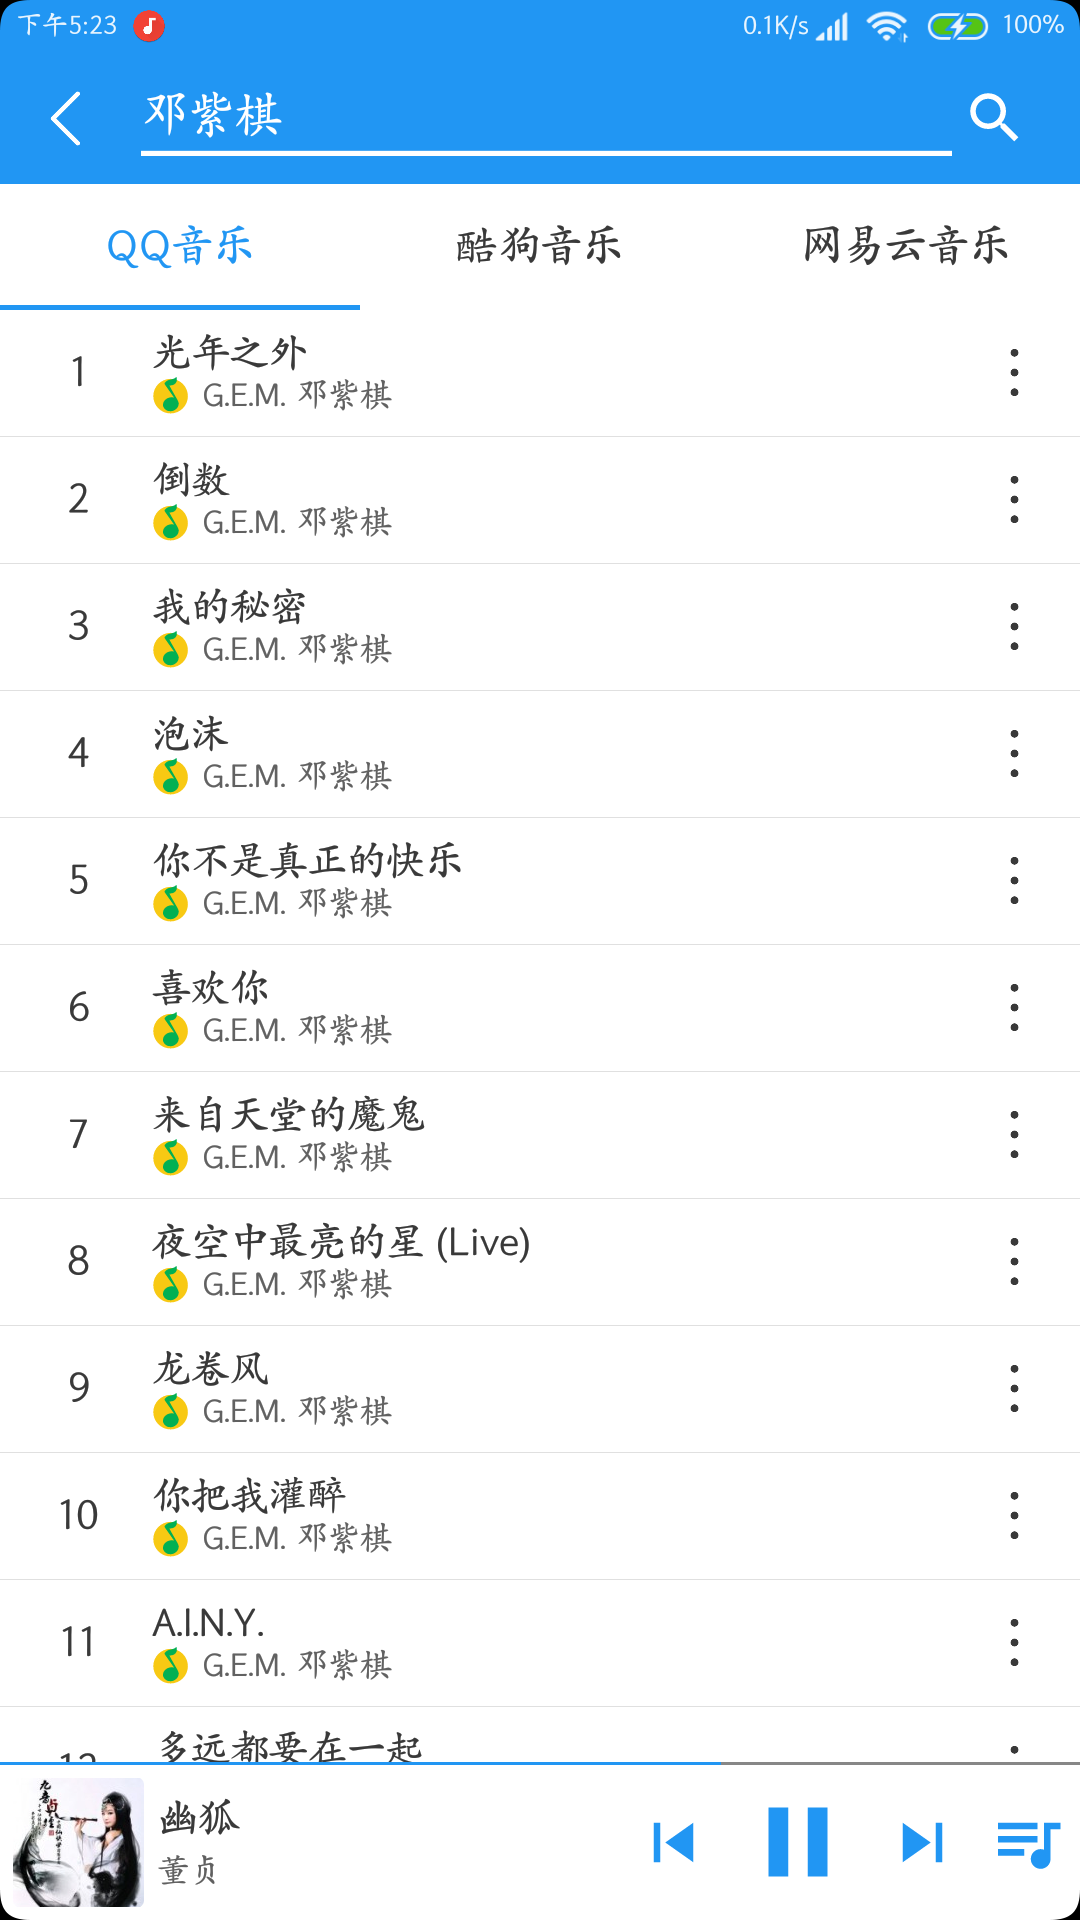 下午5:23 0.1K/s 100%
邓紫棋
QQ音乐 酷狗音乐 网易云音乐
1 光年之外
G.E.M. 邓紫棋
2 倒数
G.E.M. 邓紫棋
3 我的秘密
G.E.M. 邓紫棋
4 泡沫
G.E.M. 邓紫棋
5 你不是真正的快乐
G.E.M. 邓紫棋
6 喜欢你
G.E.M. 邓紫棋
7 来自天堂的魔鬼
G.E.M. 邓紫棋
8 夜空中最亮的星 (Live)
G.E.M. 邓紫棋
9 龙卷风
G.E.M. 邓紫棋
10 你把我灌醉
G.E.M. 邓紫棋
11 A.I.N.Y.
G.E.M. 邓紫棋
12 多远都要在一起
幽狐
董贞